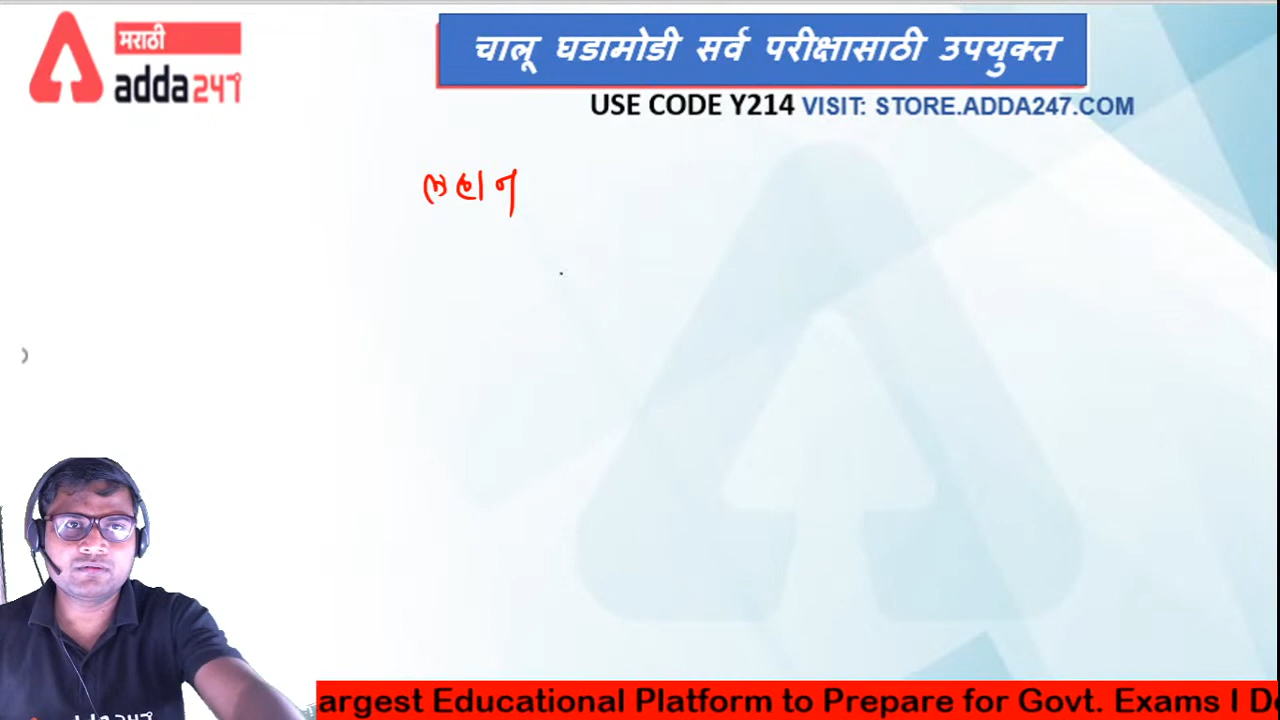 मराठी
adda247
चालू घडामोडी सर्व परीक्षासाठी उपयुक्त
USE CODE Y214 VISIT: STORE.ADDA247.COM
argest Educational Platform to Prepare for Govt. Exams I D